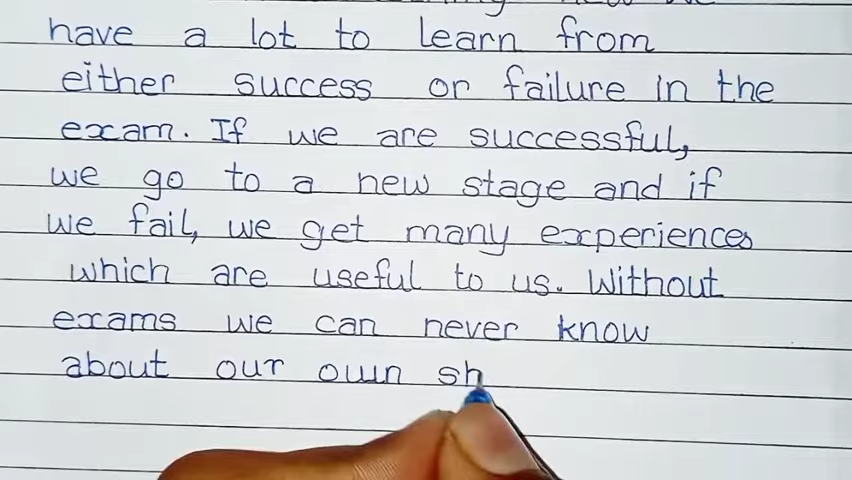 have a lot to learn from
either success or failure in the
exam. If we are successful,
we go to a new stage and if
we fail, we get many experiences
which are useful to us. Without
exams we can never know
about our own sh